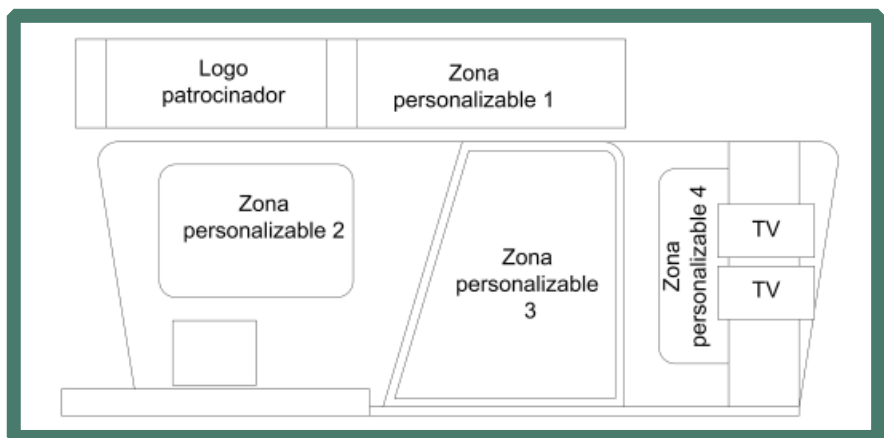 Logo
patrocinador
Zona
personalizable 1
Zona
personalizable 2
Zona
personalizable
3
Zona
personalizable 4
TV
TV